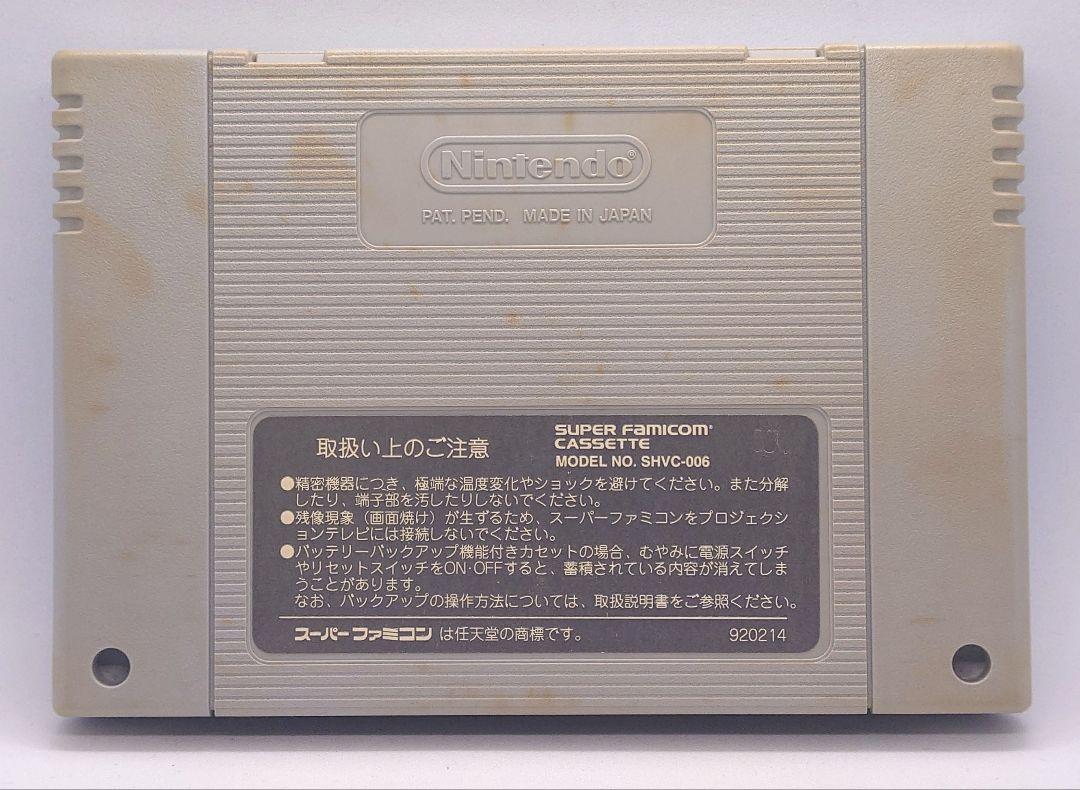 Nintendo®
PAT. PEND. MADE IN JAPAN
取扱い上のご注意
SUPER FAMICOM®
CASSETTE
MODEL NO. SHVC-006
●精密機器につき、極端な温度変化やショックを避けてください。また分解
したり、端子部を汚したりしないでください。
●残像現象（画面焼け）が生ずるため、スーパーファミコンをプロジェクシ
ョンテレビには接続しないでください。
●バッテリーバックアップ機能付きカセットの場合、むやみに電源スイッチ
やリセットスイッチをON·OFFすると、蓄積されている内容が消えてしま
うことがあります。
なお、バックアップの操作方法については、取扱説明書をご参照ください。
スーパーファミコン は任天堂の商標です。
920214